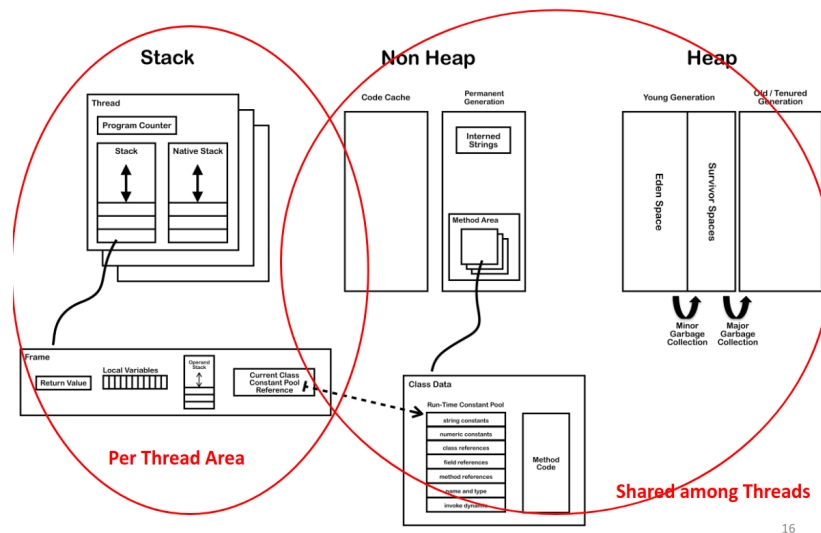 Stack
Thread
Program Counter
Stack
Native Stack
Frame
Return Value
Local Variables
Operand
Stack
Current Class
Constant Pool
Reference
Per Thread Area
Non Heap
Code Cache
Permanent
Generation
Interned
Strings
Method Area
Class Data
Run-Time Constant Pool
string constants
numeric constants
class references
field references
method references
name and type
invoke dynamic
Method
Code
Heap
Young Generation
Old / Tenured
Generation
Eden Space
Survivor Spaces
Minor
Garbage
Collection
Major
Garbage
Collection
Shared among Threads
16